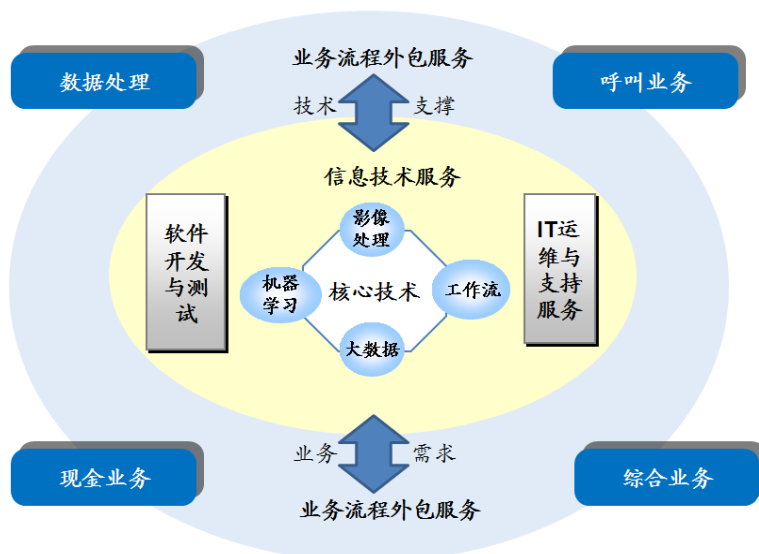 业务流程外包服务
数据处理
呼叫业务
技术
支撑
信息技术服务
软件
开发
与测
试
影像
处理
机器
学习
核心技术
工作流
大数据
IT运
维与
支持
服务
业务
需求
现金业务
综合业务
业务流程外包服务